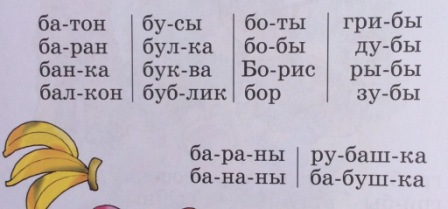 ба-тон | бу-сы | бо-ты | гри-бы
ба-ран | бул-ка | бо-бы | ду-бы
бан-ка | бук-ва | Бо-рис | ры-бы
бал-кон | буб-лик | бор | зу-бы
ба-ра-ны | ру-баш-ка
ба-на-ны | ба-буш-ка